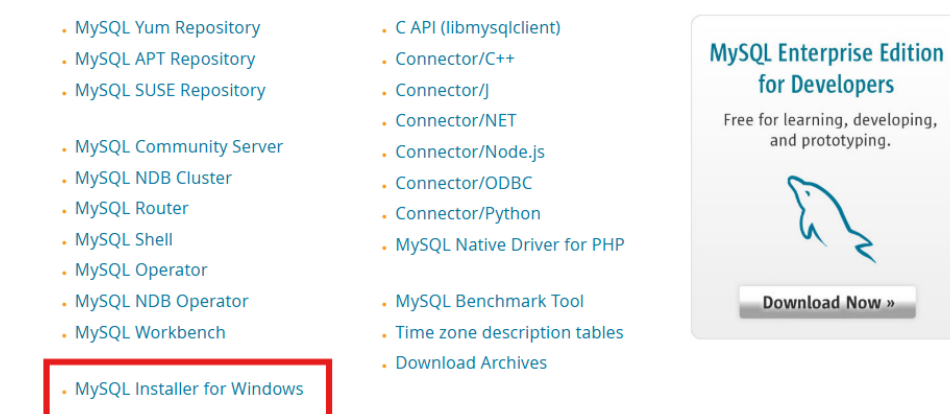 MySQL Yum Repository
MySQL APT Repository
MySQL SUSE Repository
MySQL Community Server
MySQL NDB Cluster
MySQL Router
MySQL Shell
MySQL Operator
MySQL NDB Operator
MySQL Workbench
MySQL Installer for Windows
C API (libmysqlclient)
Connector/C++
Connector/J
Connector/NET
Connector/Node.js
Connector/ODBC
Connector/Python
MySQL Native Driver for PHP
MySQL Benchmark Tool
Time zone description tables
Download Archives
MySQL Enterprise Edition
for Developers
Free for learning, developing,
and prototyping.
Download Now »